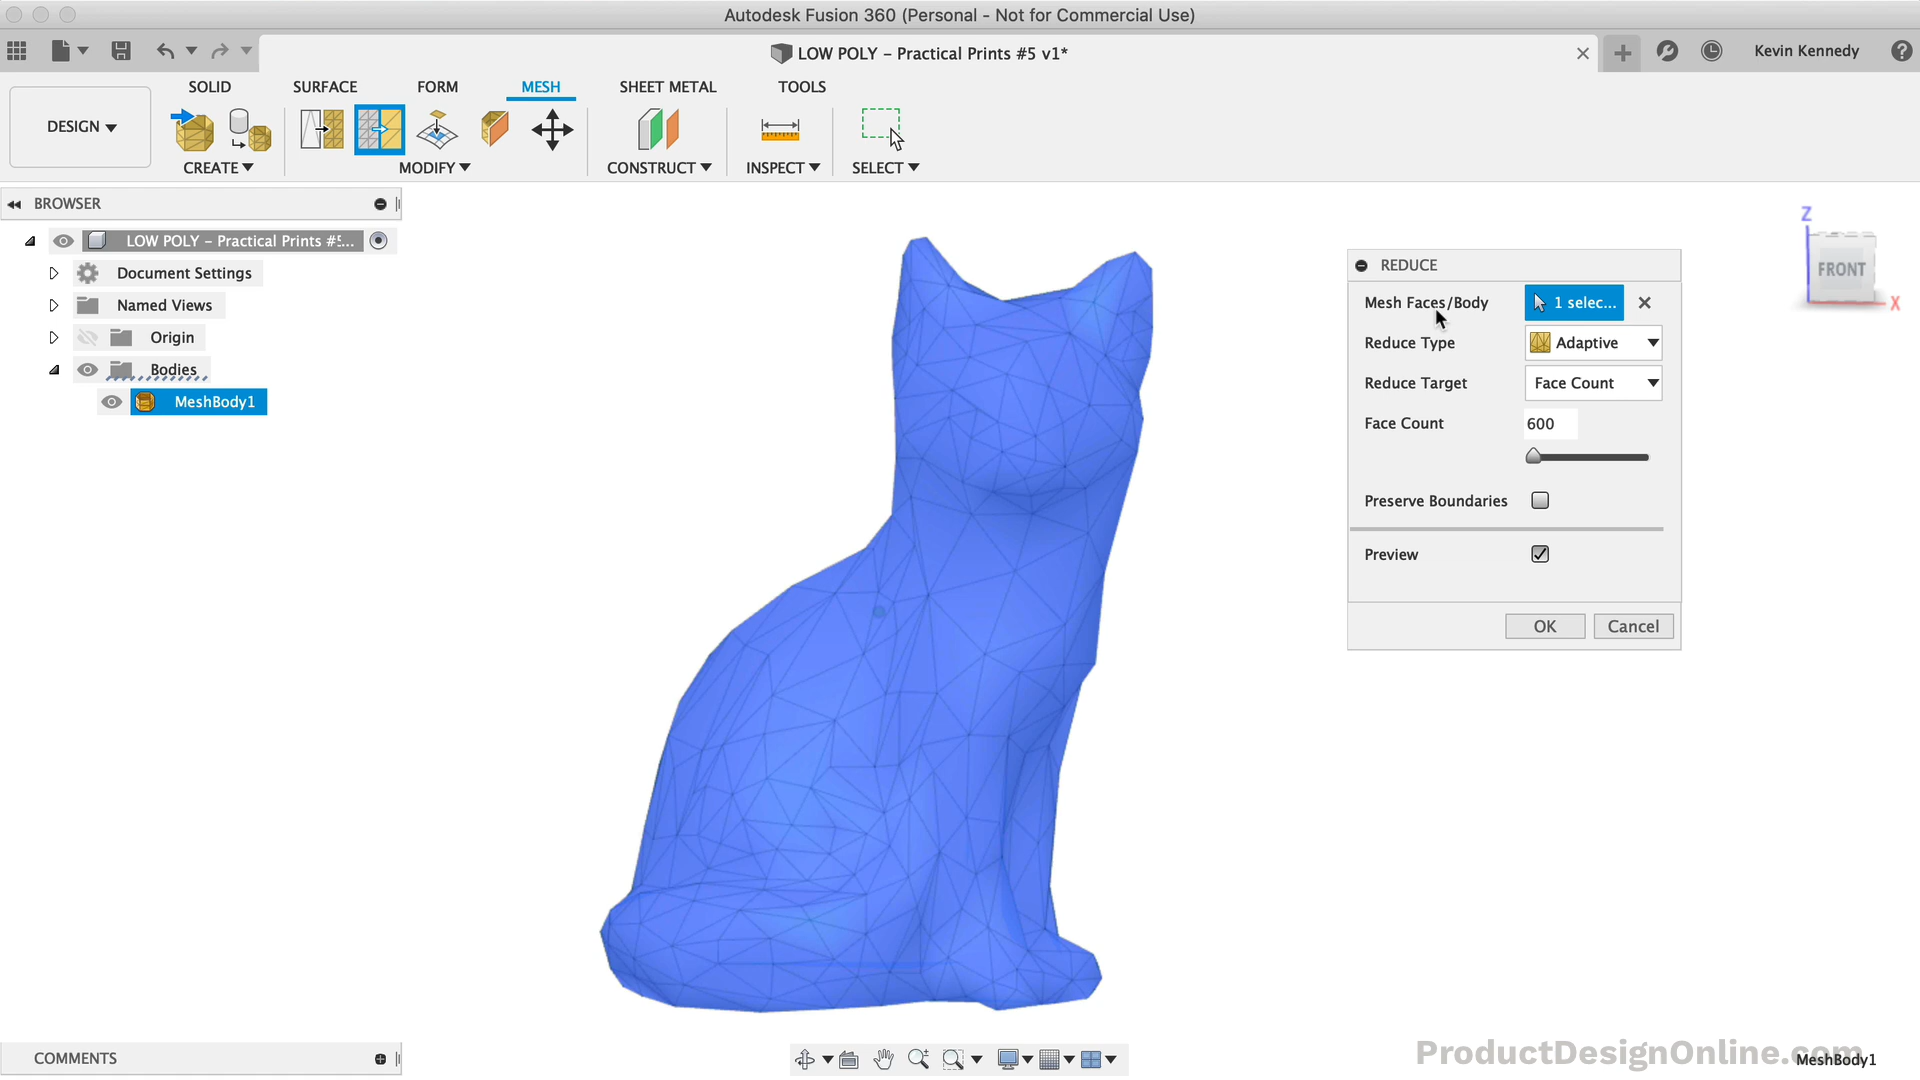 Autodesk Fusion 360 (Personal - Not for Commercial Use)
LOW POLY – Practical Prints #5 v1*
Kevin Kennedy
SOLID
SURFACE
FORM
MESH
SHEET METAL
TOOLS
DESIGN
CREATE
MODIFY
CONSTRUCT
INSPECT
SELECT
BROWSER
LOW POLY – Practical Prints #5...
Document Settings
Named Views
Origin
Bodies
MeshBody1
Z
FRONT
X
REDUCE
Mesh Faces/Body
1 selec...
Reduce Type
Adaptive
Reduce Target
Face Count
Face Count
600
Preserve Boundaries
Preview
OK
Cancel
COMMENTS
ProductDesignOnline.com
MeshBody1